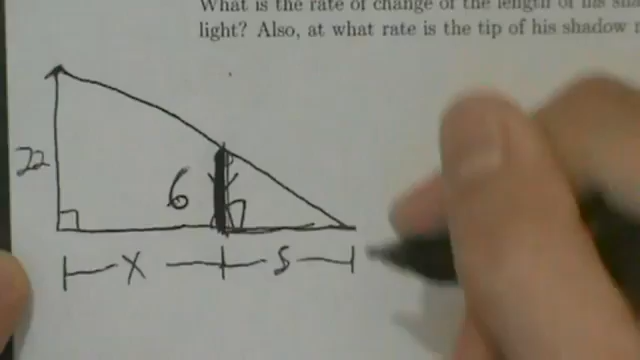 What is the rate of change of the length of his
light? Also, at what rate is the tip of his shadow
22
6
x
s